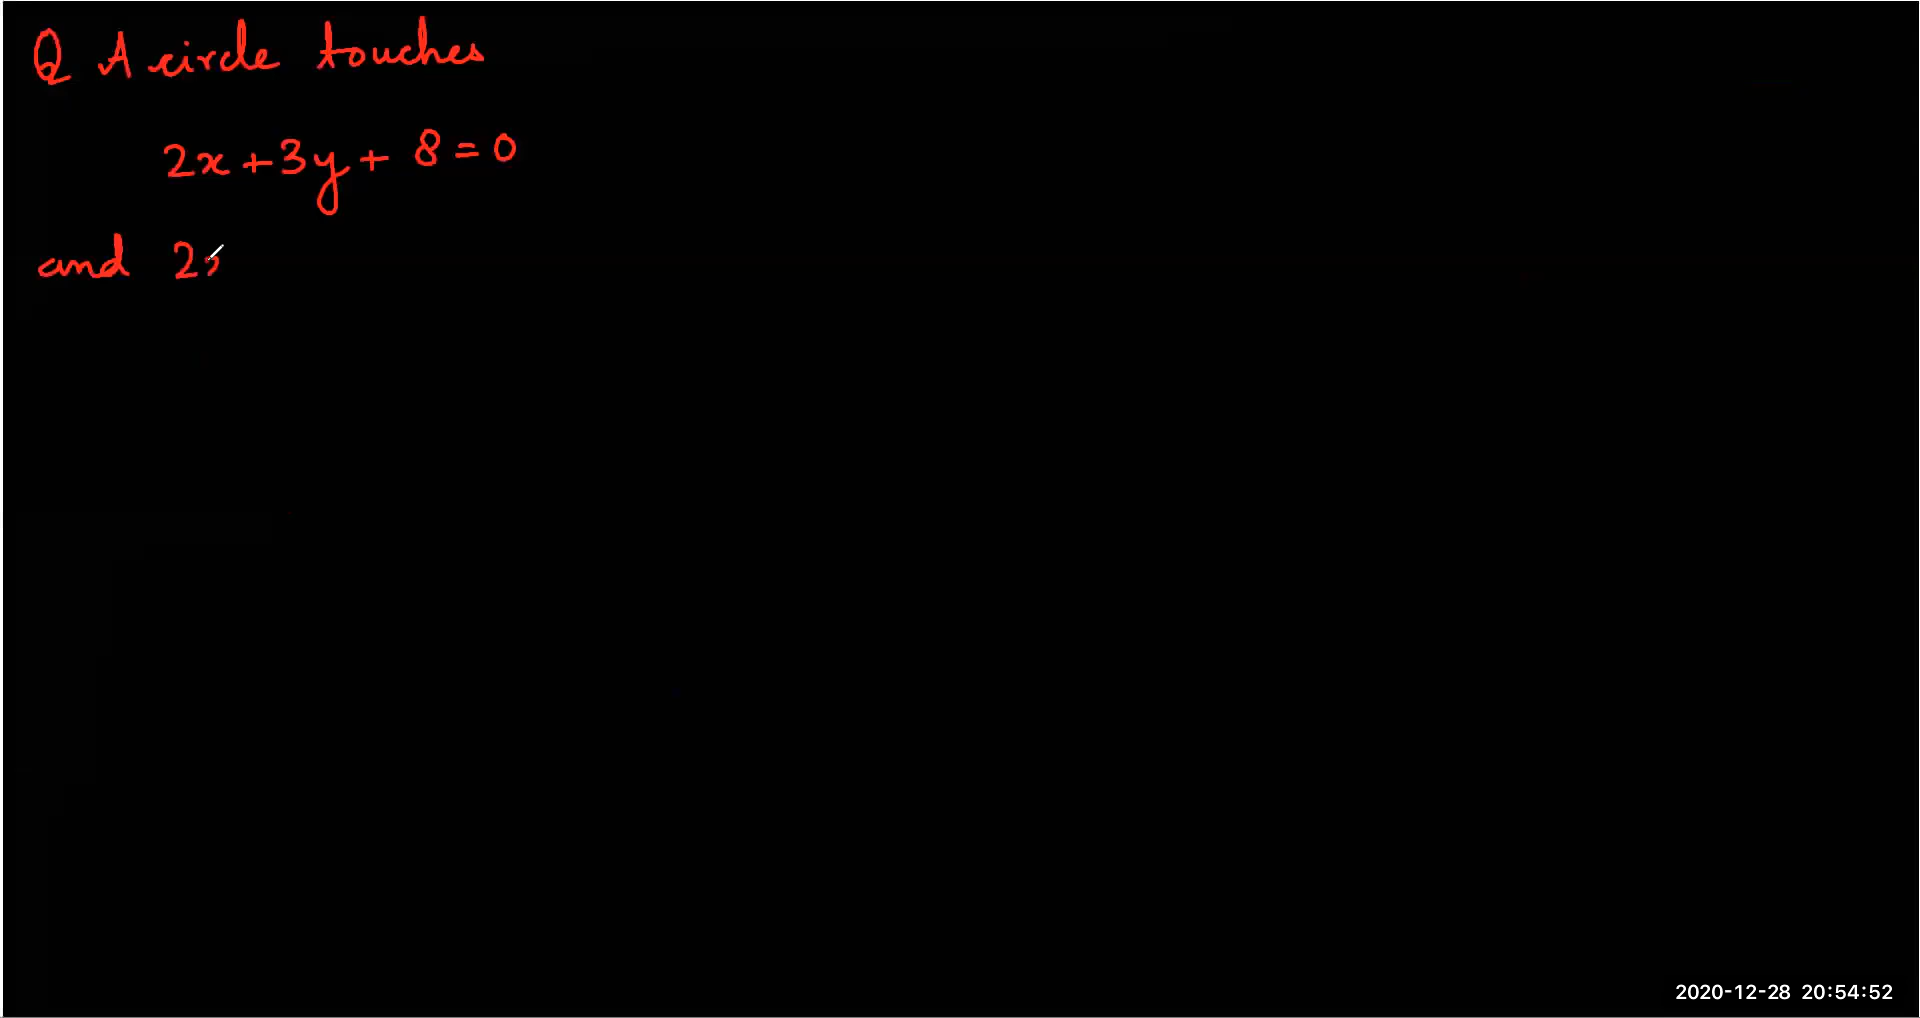 Q A circle touches
2x+3y+8=0
and 2
2020-12-28 20:54:52